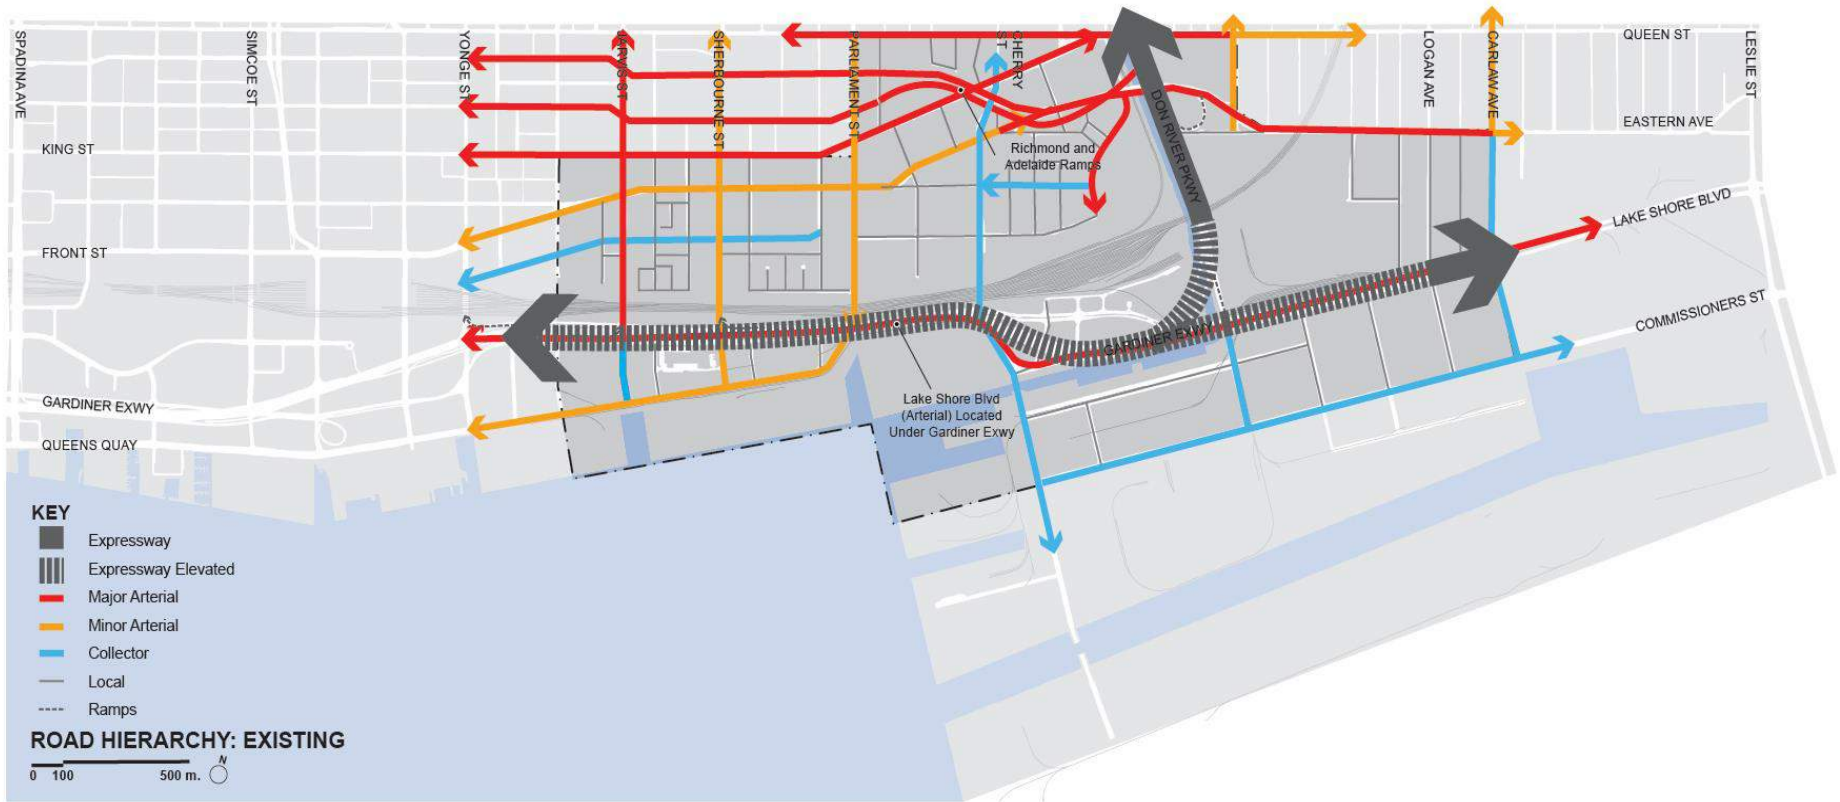 SPADINA AVE
SIMCOE ST
YONGE ST
JARVIS ST
SHERBOURNE ST
PARLIAMENT ST
CHERRY
ST
LOGAN AVE
CARLAW AVE
LESLIE ST
QUEEN ST
EASTERN AVE
KING ST
Richmond and
Adelaide Ramps
DON RIVER PKWY
LAKE SHORE BLVD
FRONT ST
COMMISSIONERS ST
GARDINER EXWY
GARDINER EXWY
Lake Shore Blvd
(Arterial) Located
Under Gardiner Exwy
QUEENS QUAY
KEY
Expressway
Expressway Elevated
Major Arterial
Minor Arterial
Collector
Local
Ramps
ROAD HIERARCHY: EXISTING
0 100 500 m.
N